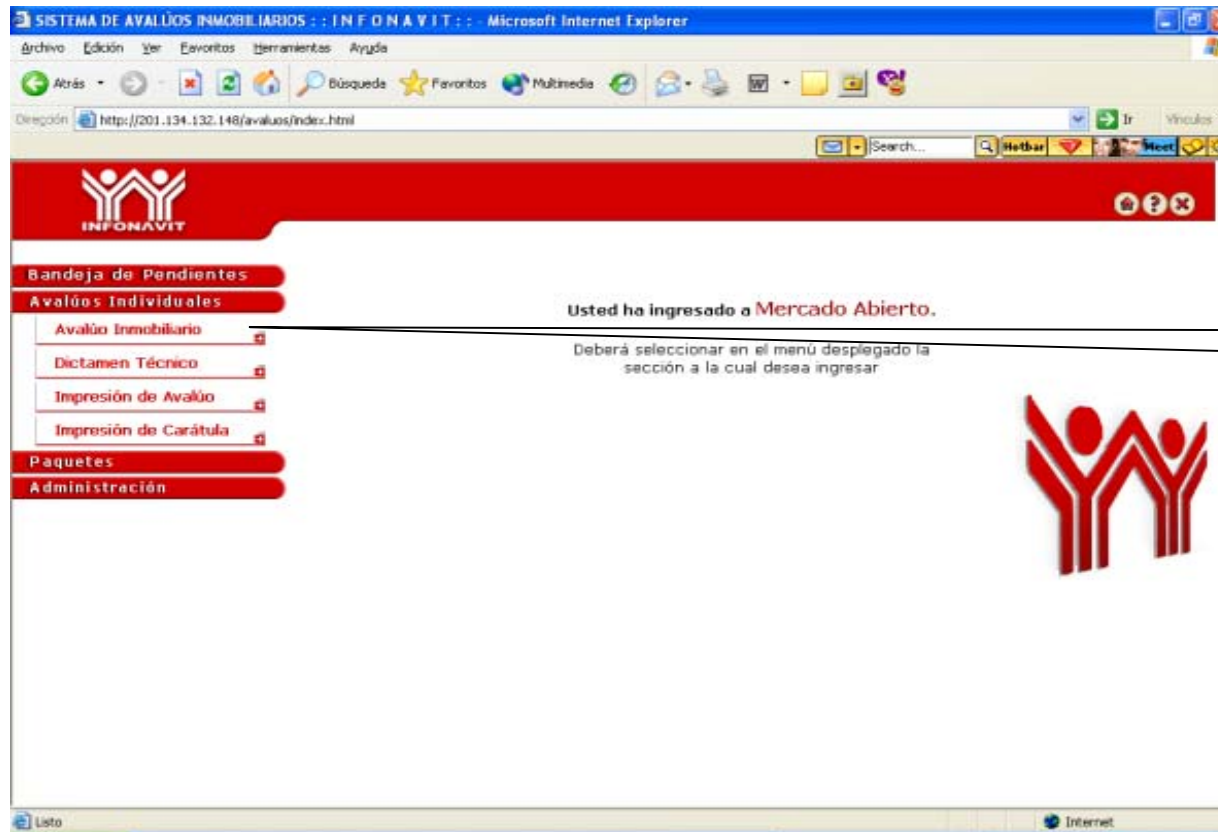 SISTEMA DE AVALÚOS INMOBILIARIOS : : I N F O N A V I T : : - Microsoft Internet Explorer
Archivo Edición Ver Favoritos Herramientas Ayuda
Atrás Búsqueda Favoritos Multimedia
Dirección http://201.134.132.148/avaluos/index.html Ir Vínculos
Search... Hotbar Meet
INFONAVIT
Bandeja de Pendientes
Avalúos Individuales
Avalúo Inmobiliario
Dictamen Técnico
Impresión de Avalúo
Impresión de Carátula
Paquetes
Administración
Usted ha ingresado a Mercado Abierto.
Deberá seleccionar en el menú desplegado la
sección a la cual desea ingresar
Listo Internet